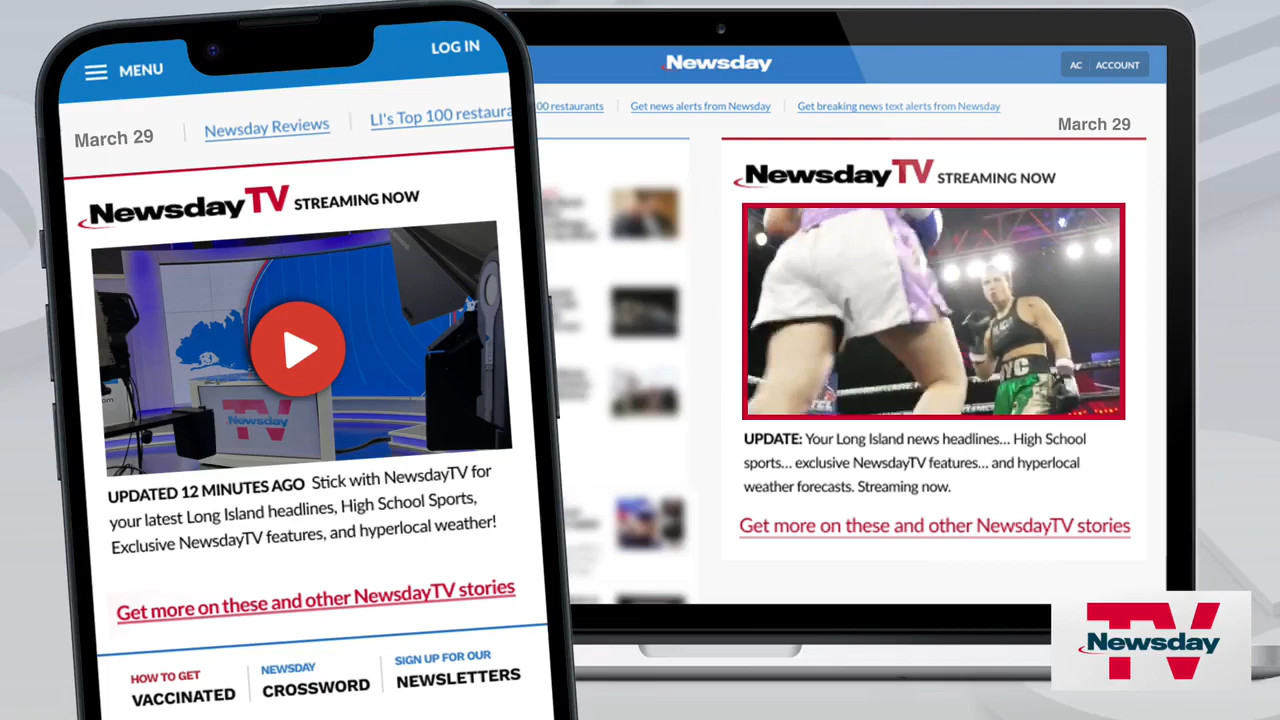 MENU
LOG IN
March 29
Newsday Reviews
LI's Top 100 restaura
NewsdayTV STREAMING NOW
TV
Newsday
UPDATED 12 MINUTES AGO Stick with NewsdayTV for
your latest Long Island headlines, High School Sports,
Exclusive NewsdayTV features, and hyperlocal weather!
Get more on these and other NewsdayTV stories
HOW TO GET
VACCINATED
NEWSDAY
CROSSWORD
SIGN UP FOR OUR
NEWSLETTERS
Newsday
AC
ACCOUNT
00 restaurants
Get news alerts from Newsday
Get breaking news text alerts from Newsday
March 29
NewsdayTV STREAMING NOW
NYC
UPDATE: Your Long Island news headlines... High School
sports... exclusive NewsdayTV features... and hyperlocal
weather forecasts. Streaming now.
Get more on these and other NewsdayTV stories
TV
Newsday